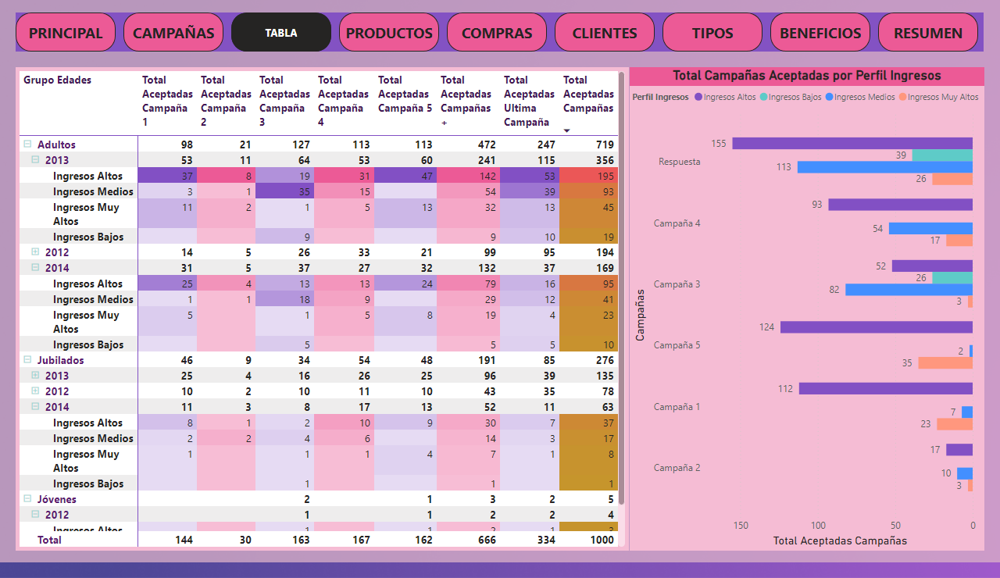 PRINCIPAL CAMPAÑAS TABLA PRODUCTOS COMPRAS CLIENTES TIPOS BENEFICIOS RESUMEN
Grupo Edades Total Total Total Total Total Total Total Total
Aceptadas Aceptadas Aceptadas Aceptadas Aceptadas Aceptadas Aceptadas Aceptadas
Campaña Campaña Campaña Campaña Campaña 5 Campañas Ultima Campañas
1 2 3 4 + Campaña
Adultos 98 21 127 113 113 472 247 719
2013 53 11 64 53 60 241 115 356
Ingresos Altos 37 8 19 31 47 142 53 195
Ingresos Medios 3 1 35 15 54 39 93
Ingresos Muy 11 2 1 5 13 32 13 45
Altos
Ingresos Bajos 9 9 10 19
2012 14 5 26 33 21 99 95 194
2014 31 5 37 27 32 132 37 169
Ingresos Altos 25 4 13 13 24 79 16 95
Ingresos Medios 1 1 18 9 29 12 41
Ingresos Muy 5 1 5 8 19 4 23
Altos
Ingresos Bajos 5 5 5 10
Jubilados 46 9 34 54 48 191 85 276
2013 25 4 16 26 25 96 39 135
2012 10 2 10 11 10 43 35 78
2014 11 3 8 17 13 52 11 63
Ingresos Altos 8 1 2 10 9 30 7 37
Ingresos Medios 2 2 4 6 14 3 17
Ingresos Muy 1 1 1 4 7 1 8
Altos
Ingresos Bajos 1 1 1
Jóvenes 2 1 3 2 5
2012 1 1 2 2 4
Ingresos Altos 1 1 2 1 3
Total 144 30 163 167 162 666 334 1000
Total Campañas Aceptadas por Perfil Ingresos
Perfil Ingresos Ingresos Altos Ingresos Bajos Ingresos Medios Ingresos Muy Altos
Campañas
155
Respuesta 39
113
26
93
Campaña 4 54
17
52
Campaña 3 26
82
3
124
Campaña 5 2
35
112
Campaña 1 7
23
17
Campaña 2 10
3
150 100 50 0
Total Aceptadas Campañas